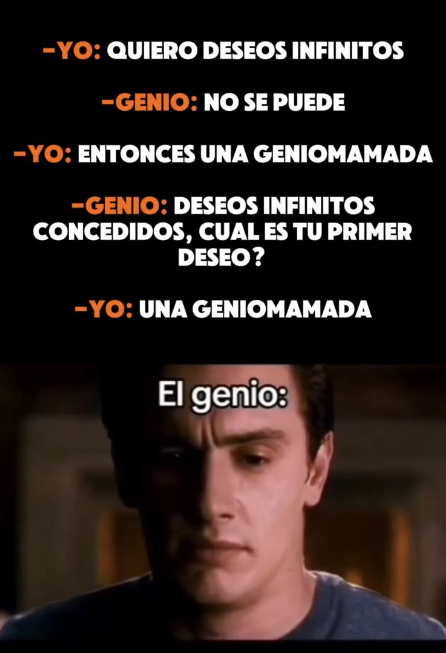 -YO: QUIERO DESEOS INFINITOS
-GENIO: NO SE PUEDE
-YO: ENTONCES UNA GENIOMAMADA
-GENIO: DESEOS INFINITOS
CONCEDIDOS, CUAL ES TU PRIMER
DESEO?
-YO: UNA GENIOMAMADA
El genio: